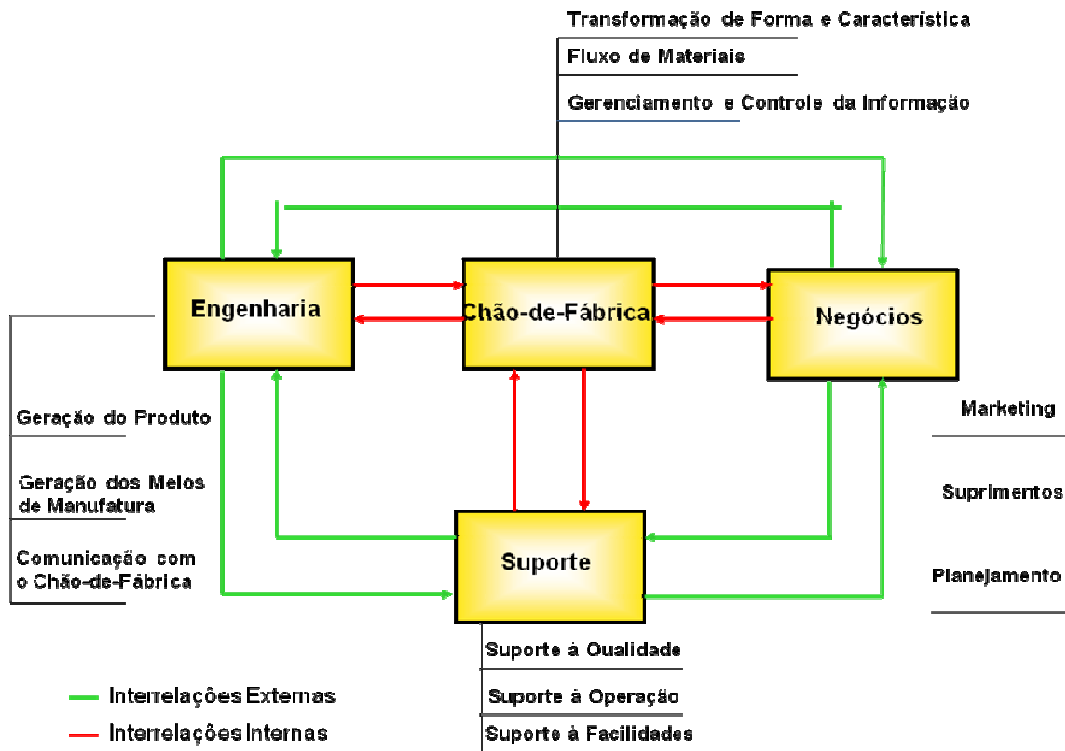 Transformação de Forma e Característica
Fluxo de Materiais
Gerenciamento e Controle da Informação
Engenharia
Chão-de-Fábrica
Negócios
Geração do Produto
Geração dos Meios
de Manufatura
Comunicação com
o Chão-de-Fábrica
Marketing
Suprimentos
Planejamento
Suporte
Suporte à Qualidade
Suporte à Operação
Suporte à Facilidades
Interrelações Externas
Interrelações Internas